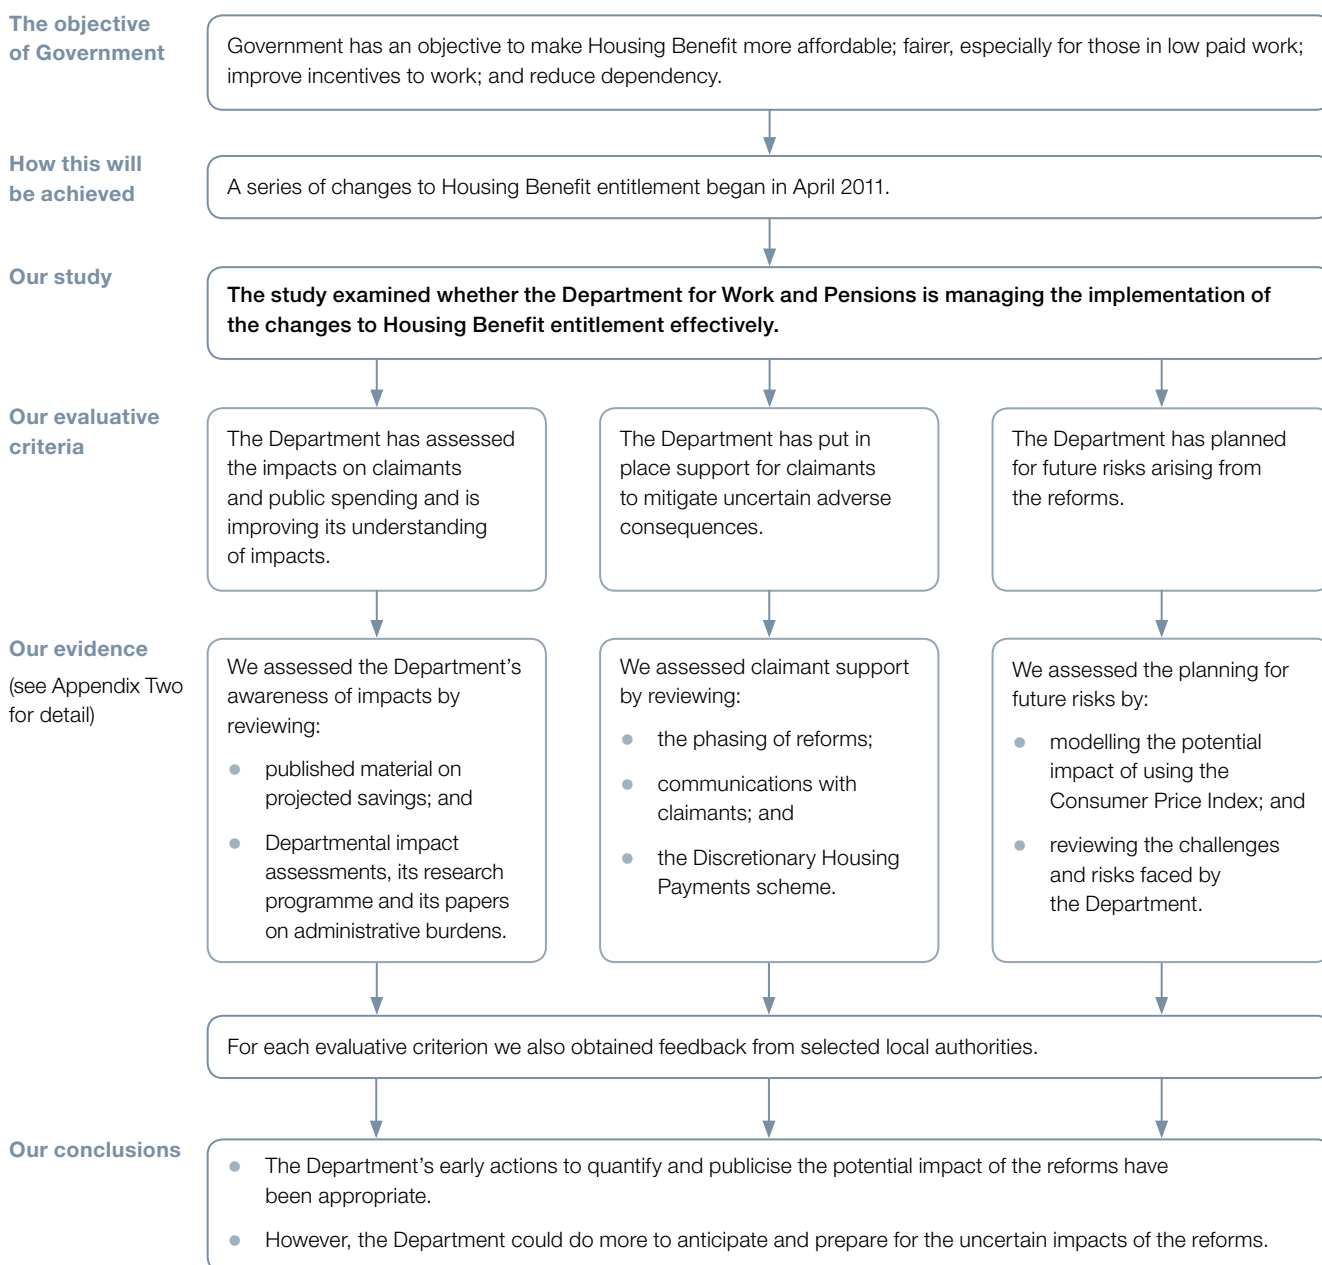 The objective
of Government
Government has an objective to make Housing Benefit more affordable; fairer, especially for those in low paid work;
improve incentives to work; and reduce dependency.
How this will
be achieved
A series of changes to Housing Benefit entitlement began in April 2011.
Our study
The study examined whether the Department for Work and Pensions is managing the implementation of
the changes to Housing Benefit entitlement effectively.
Our evaluative
criteria
The Department has assessed
the impacts on claimants
and public spending and is
improving its understanding
of impacts.
The Department has put in
place support for claimants
to mitigate uncertain adverse
consequences.
The Department has planned
for future risks arising from
the reforms.
Our evidence
(see Appendix Two
for detail)
We assessed the Department's
awareness of impacts by
reviewing:
• published material on
projected savings; and
• Departmental impact
assessments, its research
programme and its papers
on administrative burdens.
We assessed claimant support
by reviewing:
• the phasing of reforms;
• communications with
claimants; and
• the Discretionary Housing
Payments scheme.
We assessed the planning for
future risks by:
• modelling the potential
impact of using the
Consumer Price Index; and
• reviewing the challenges
and risks faced by
the Department.
For each evaluative criterion we also obtained feedback from selected local authorities.
Our conclusions
• The Department's early actions to quantify and publicise the potential impact of the reforms have
been appropriate.
• However, the Department could do more to anticipate and prepare for the uncertain impacts of the reforms.